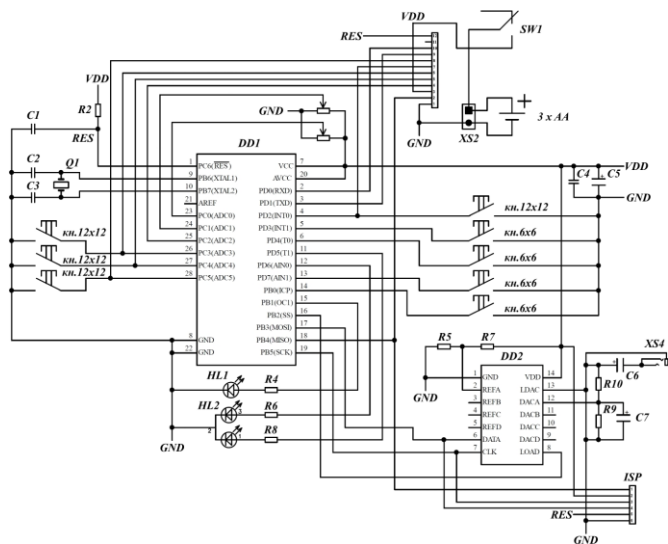 VDD
RES
SW1
VDD
GND
R2
XS2
3 x AA
C1
RES
GND
DD1
C2
Q1
C3
1 PC6(RES) VCC 7
9 PB6(XTAL1) AVCC 20
10 PB7(XTAL2) PD0(RXD) 2
21 AREF PD1(TXD) 3
23 PC0(ADC0) PD2(INT0) 4
24 PC1(ADC1) PD3(INT1) 5
25 PC2(ADC2) PD4(T0) 6
26 PC3(ADC3) PD5(T1) 11
27 PC4(ADC4) PD6(AIN0) 12
28 PC5(ADC5) PD7(AIN1) 13
PB0(ICP) 14
PB1(OC1) 15
PB2(SS) 16
PB3(MOSI) 17
8 GND PB4(MISO) 18
22 GND PB5(SCK) 19
VDD
C4
C5
GND
кн.12x12
кн.12x12
кн.12x12
кн.12x12
кн.6x6
кн.6x6
кн.6x6
кн.6x6
HL1
R4
HL2
3
R6
2
1
R8
GND
R5
R7
DD2
GND
1 GND VDD 14
2 REFA LDAC 13
3 REFB DACA 12
4 REFC DACB 11
5 REFD DACC 10
6 DATA DACD 9
7 CLK LOAD 8
XS4
C6
R10
R9
C7
ISP
RES
GND